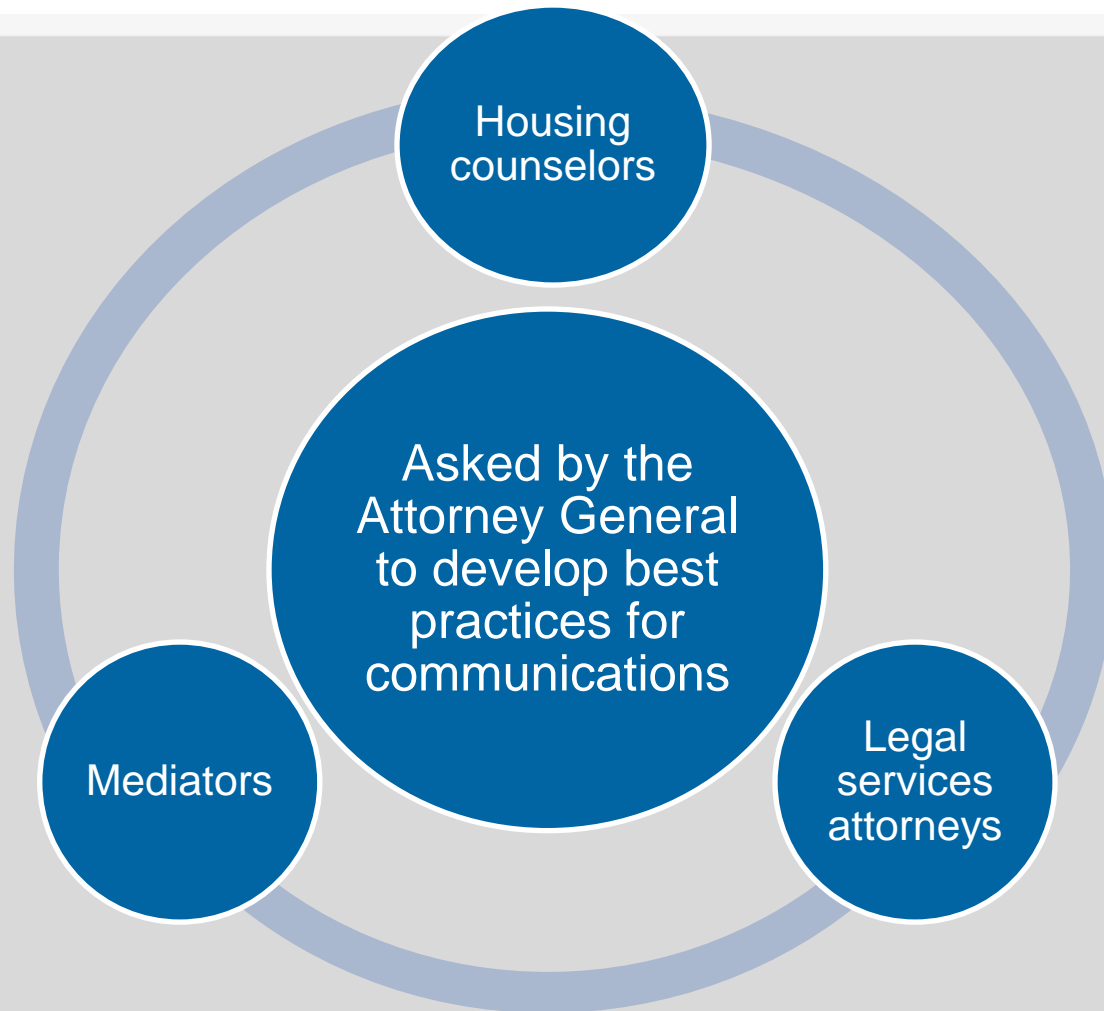 Housing
counselors
Asked by the
Attorney General
to develop best
practices for
communications
Mediators
Legal
services
attorneys